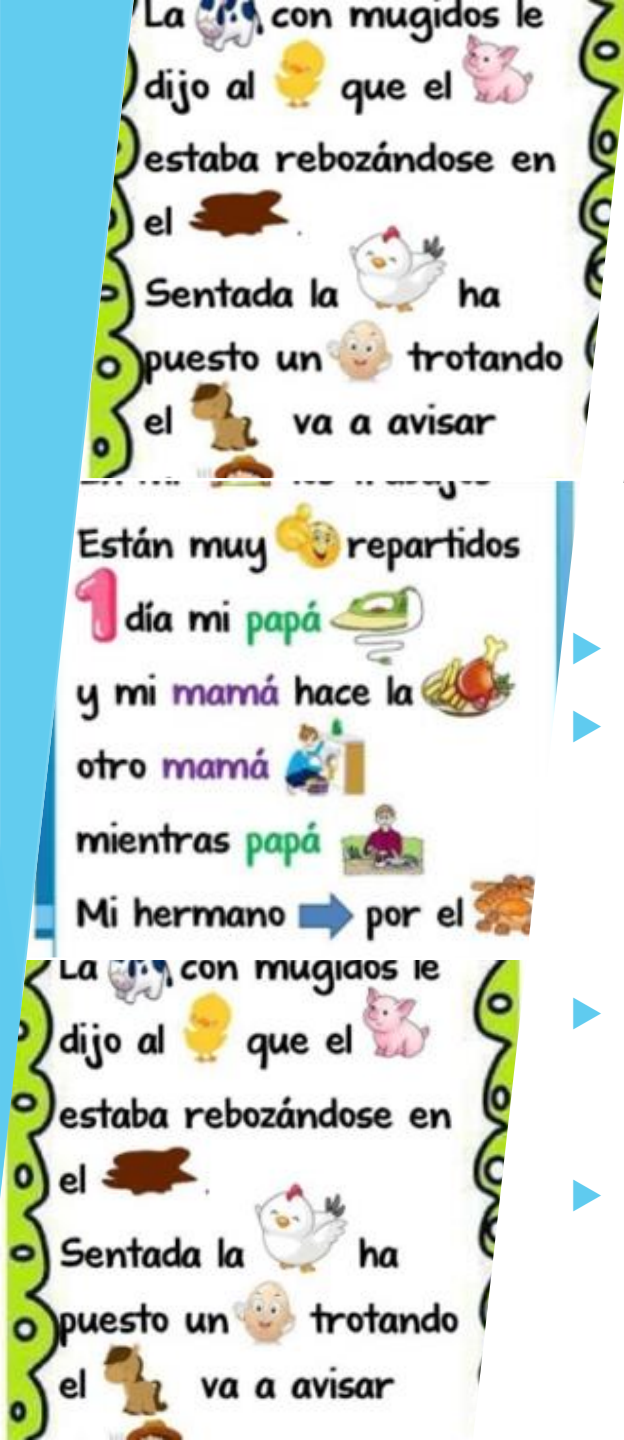 La con mugidos le
dijo al que el
estaba rebozándose en
el .
Sentada la ha
puesto un trotando
el va a avisar
Están muy repartidos
1 día mi papá
y mi mamá hace la
otro mamá
mientras papá
Mi hermano por el
La con mugidos le
dijo al que el
estaba rebozándose en
el .
Sentada la ha
puesto un trotando
el va a avisar